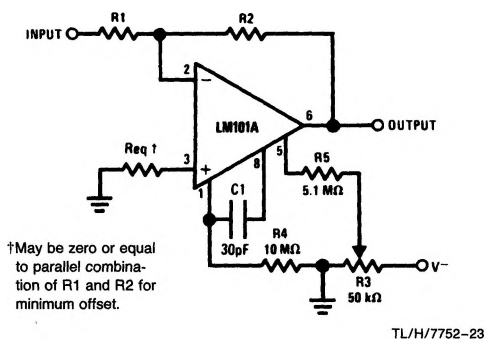 R1
R2
INPUT
2
−
LM101A
6
OUTPUT
Req †
3
+
1
8
5
R5
5.1 MΩ
C1
30pF
R4
10 MΩ
V−
R3
50 kΩ
†May be zero or equal
to parallel combina-
tion of R1 and R2 for
minimum offset.
TL/H/7752–23